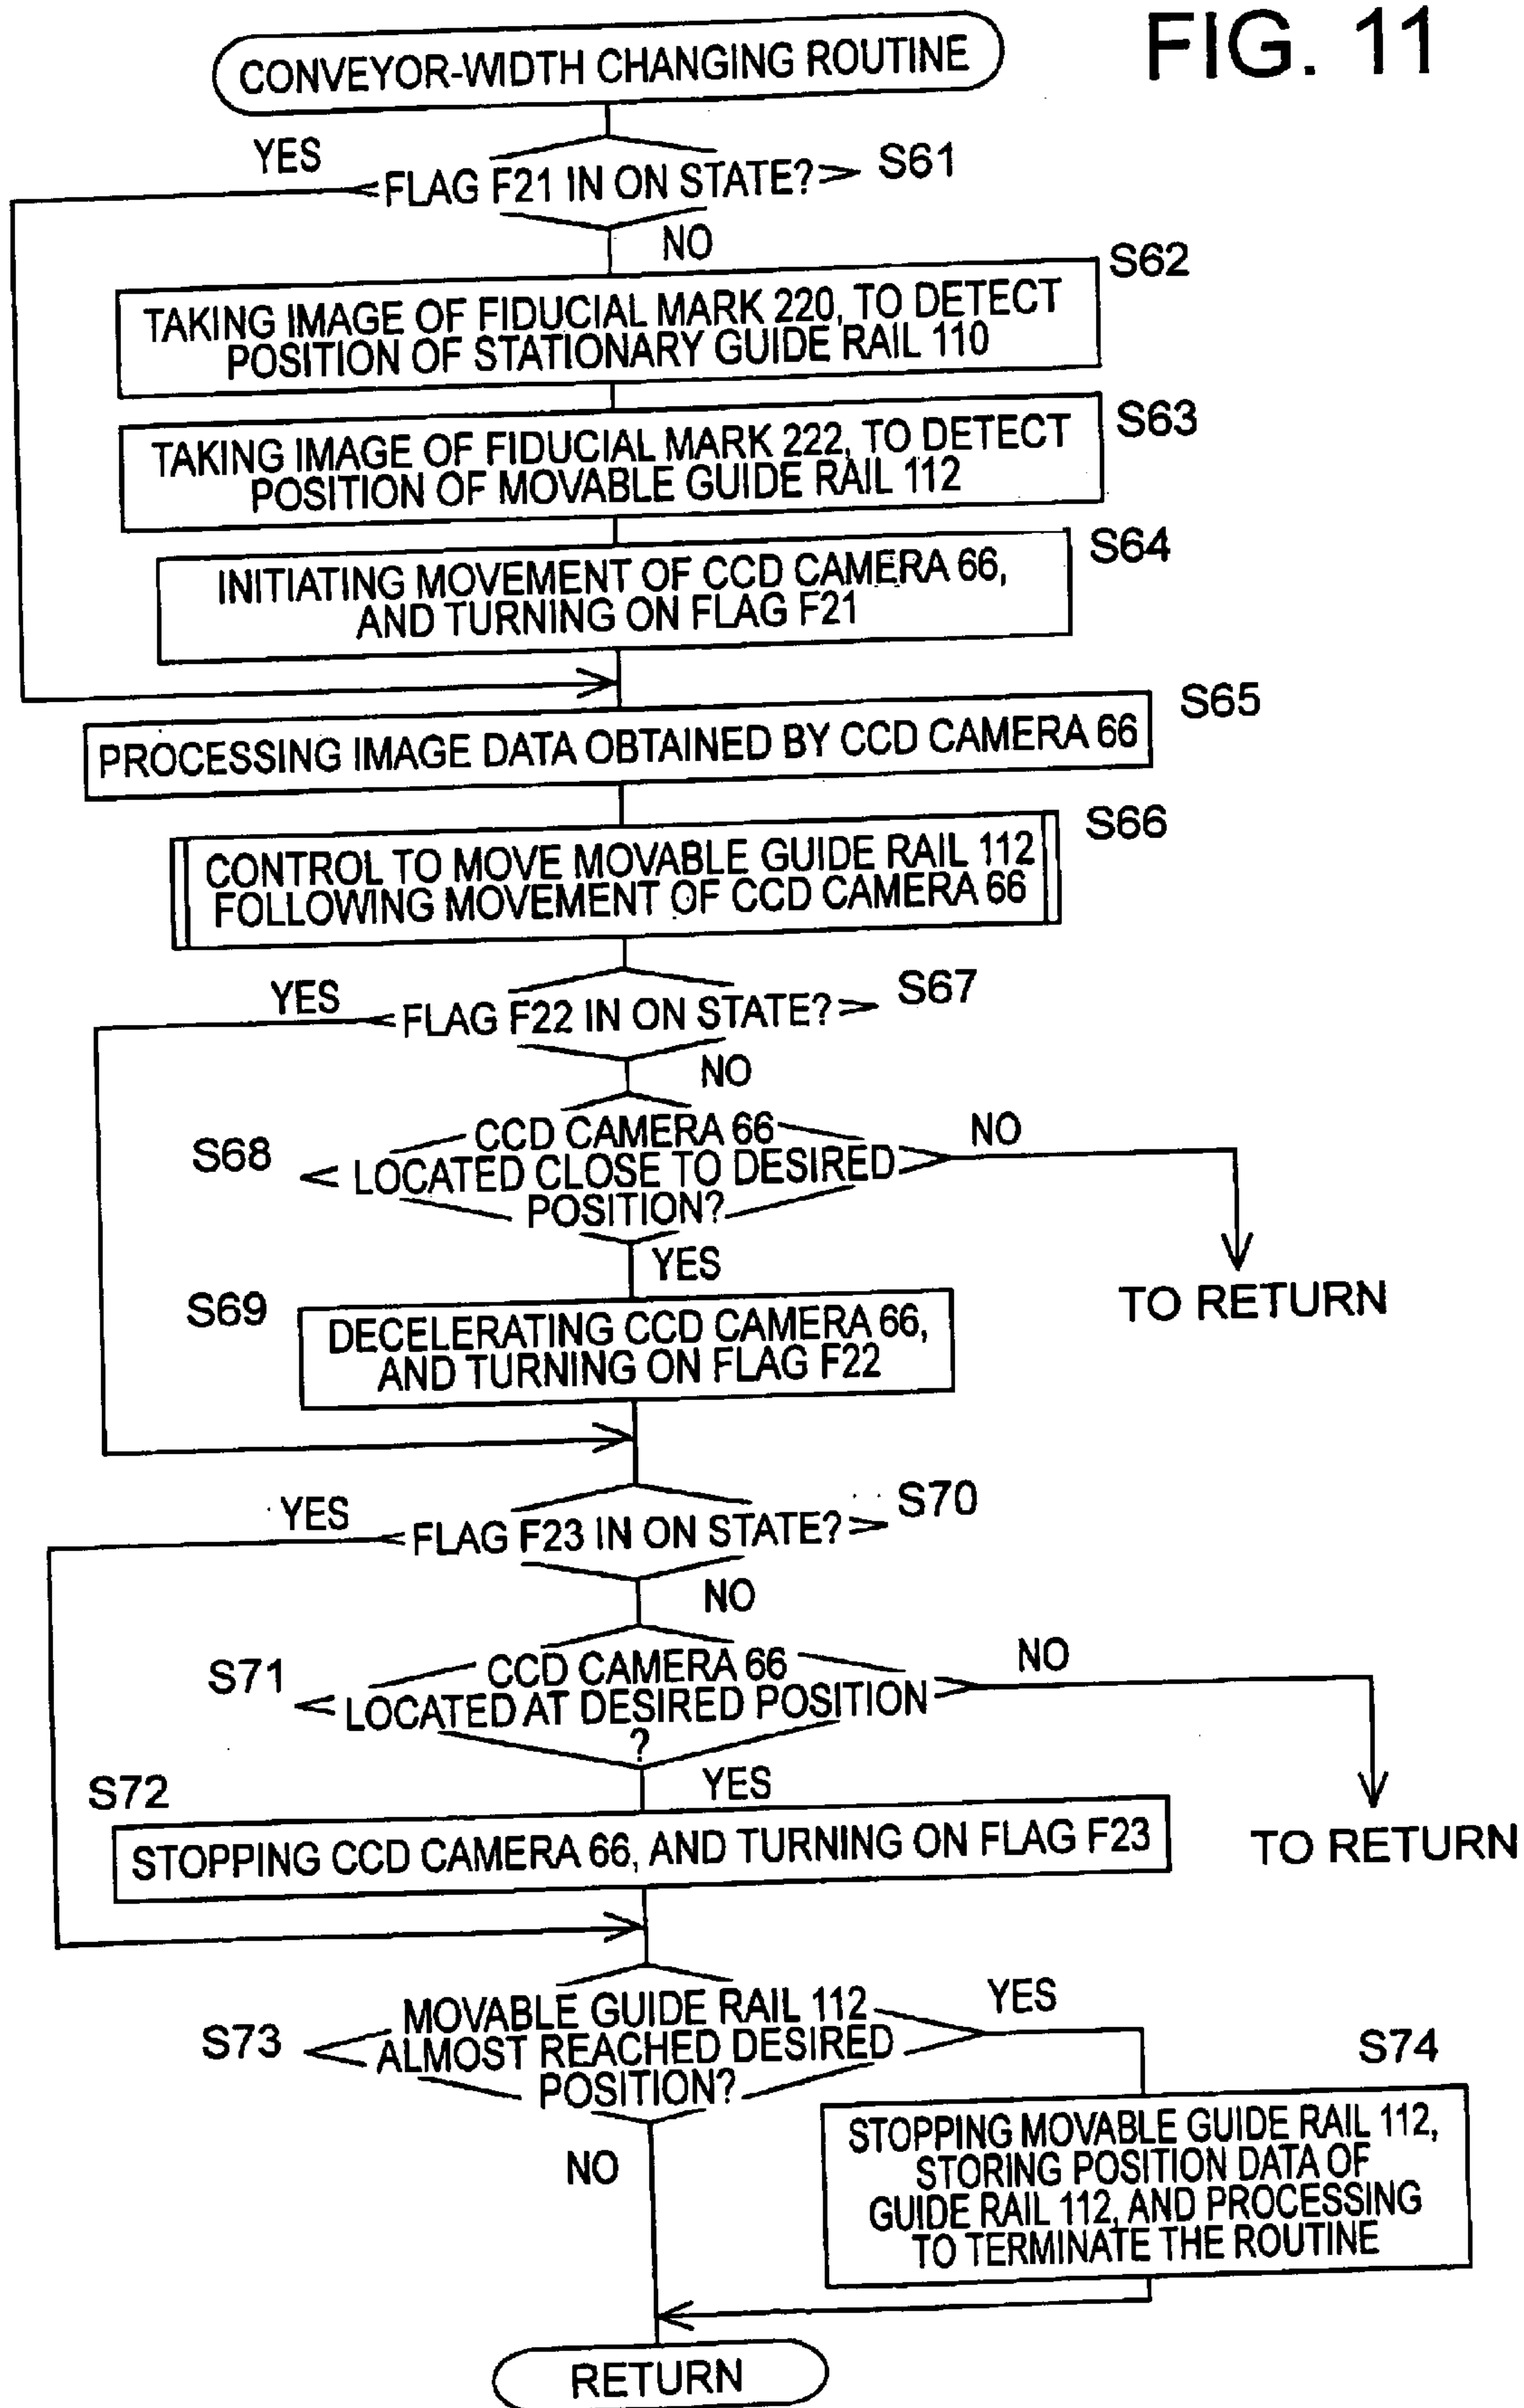 FIG. 11
CONVEYOR-WIDTH CHANGING ROUTINE
YES
FLAG F21 IN ON STATE?
S61
NO
S62
TAKING IMAGE OF FIDUCIAL MARK 220, TO DETECT
POSITION OF STATIONARY GUIDE RAIL 110
S63
TAKING IMAGE OF FIDUCIAL MARK 222, TO DETECT
POSITION OF MOVABLE GUIDE RAIL 112
S64
INITIATING MOVEMENT OF CCD CAMERA 66,
AND TURNING ON FLAG F21
S65
PROCESSING IMAGE DATA OBTAINED BY CCD CAMERA 66
S66
CONTROL TO MOVE MOVABLE GUIDE RAIL 112
FOLLOWING MOVEMENT OF CCD CAMERA 66
YES
FLAG F22 IN ON STATE?
S67
NO
S68
CCD CAMERA 66
LOCATED CLOSE TO DESIRED
POSITION?
NO
YES
TO RETURN
S69
DECELERATING CCD CAMERA 66,
AND TURNING ON FLAG F22
YES
FLAG F23 IN ON STATE?
S70
NO
S71
CCD CAMERA 66
LOCATED AT DESIRED POSITION
?
NO
YES
TO RETURN
S72
STOPPING CCD CAMERA 66, AND TURNING ON FLAG F23
S73
MOVABLE GUIDE RAIL 112
ALMOST REACHED DESIRED
POSITION?
YES
NO
S74
STOPPING MOVABLE GUIDE RAIL 112,
STORING POSITION DATA OF
GUIDE RAIL 112, AND PROCESSING
TO TERMINATE THE ROUTINE
RETURN